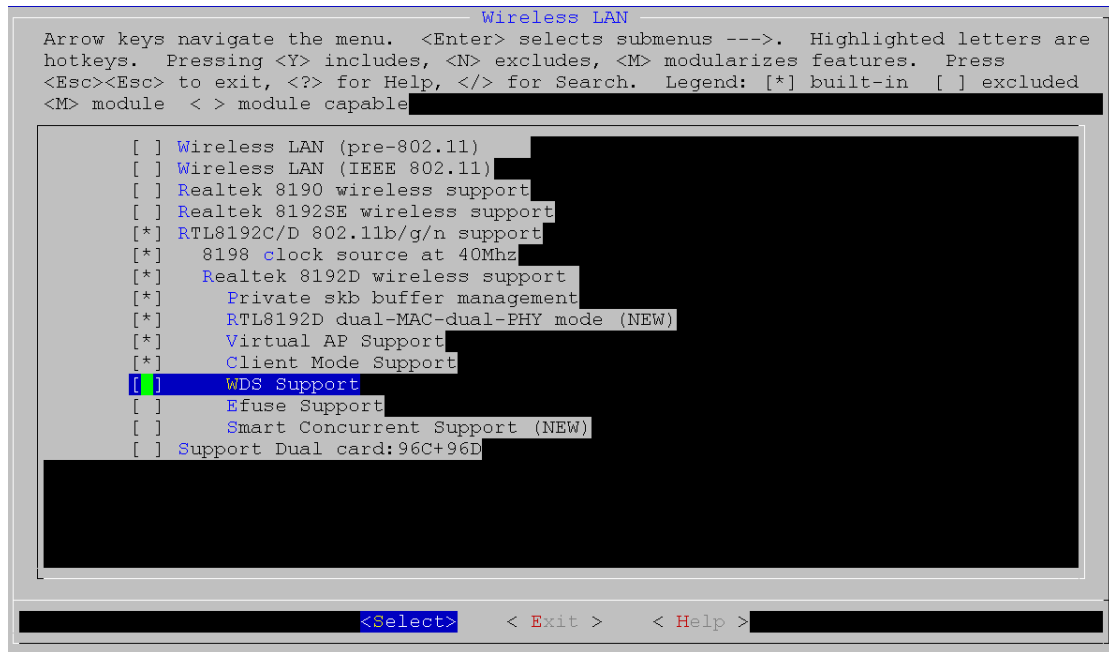 Wireless LAN
Arrow keys navigate the menu.  <Enter> selects submenus --->.  Highlighted letters are
hotkeys.  Pressing <Y> includes, <N> excludes, <M> modularizes features.  Press
<Esc><Esc> to exit, <?> for Help, </> for Search.  Legend: [*] built-in  [ ] excluded
<M> module  < > module capable
[ ] Wireless LAN (pre-802.11)
[ ] Wireless LAN (IEEE 802.11)
[ ] Realtek 8190 wireless support
[ ] Realtek 8192SE wireless support
[*] RTL8192C/D 802.11b/g/n support
[*]   8198 clock source at 40Mhz
[*]   Realtek 8192D wireless support
[*]     Private skb buffer management
[*]     RTL8192D dual-MAC-dual-PHY mode (NEW)
[*]     Virtual AP Support
[*]     Client Mode Support
[ ]     WDS Support
[ ]     Efuse Support
[ ]     Smart Concurrent Support (NEW)
[ ] Support Dual card:96C+96D
<Select>    < Exit >    < Help >